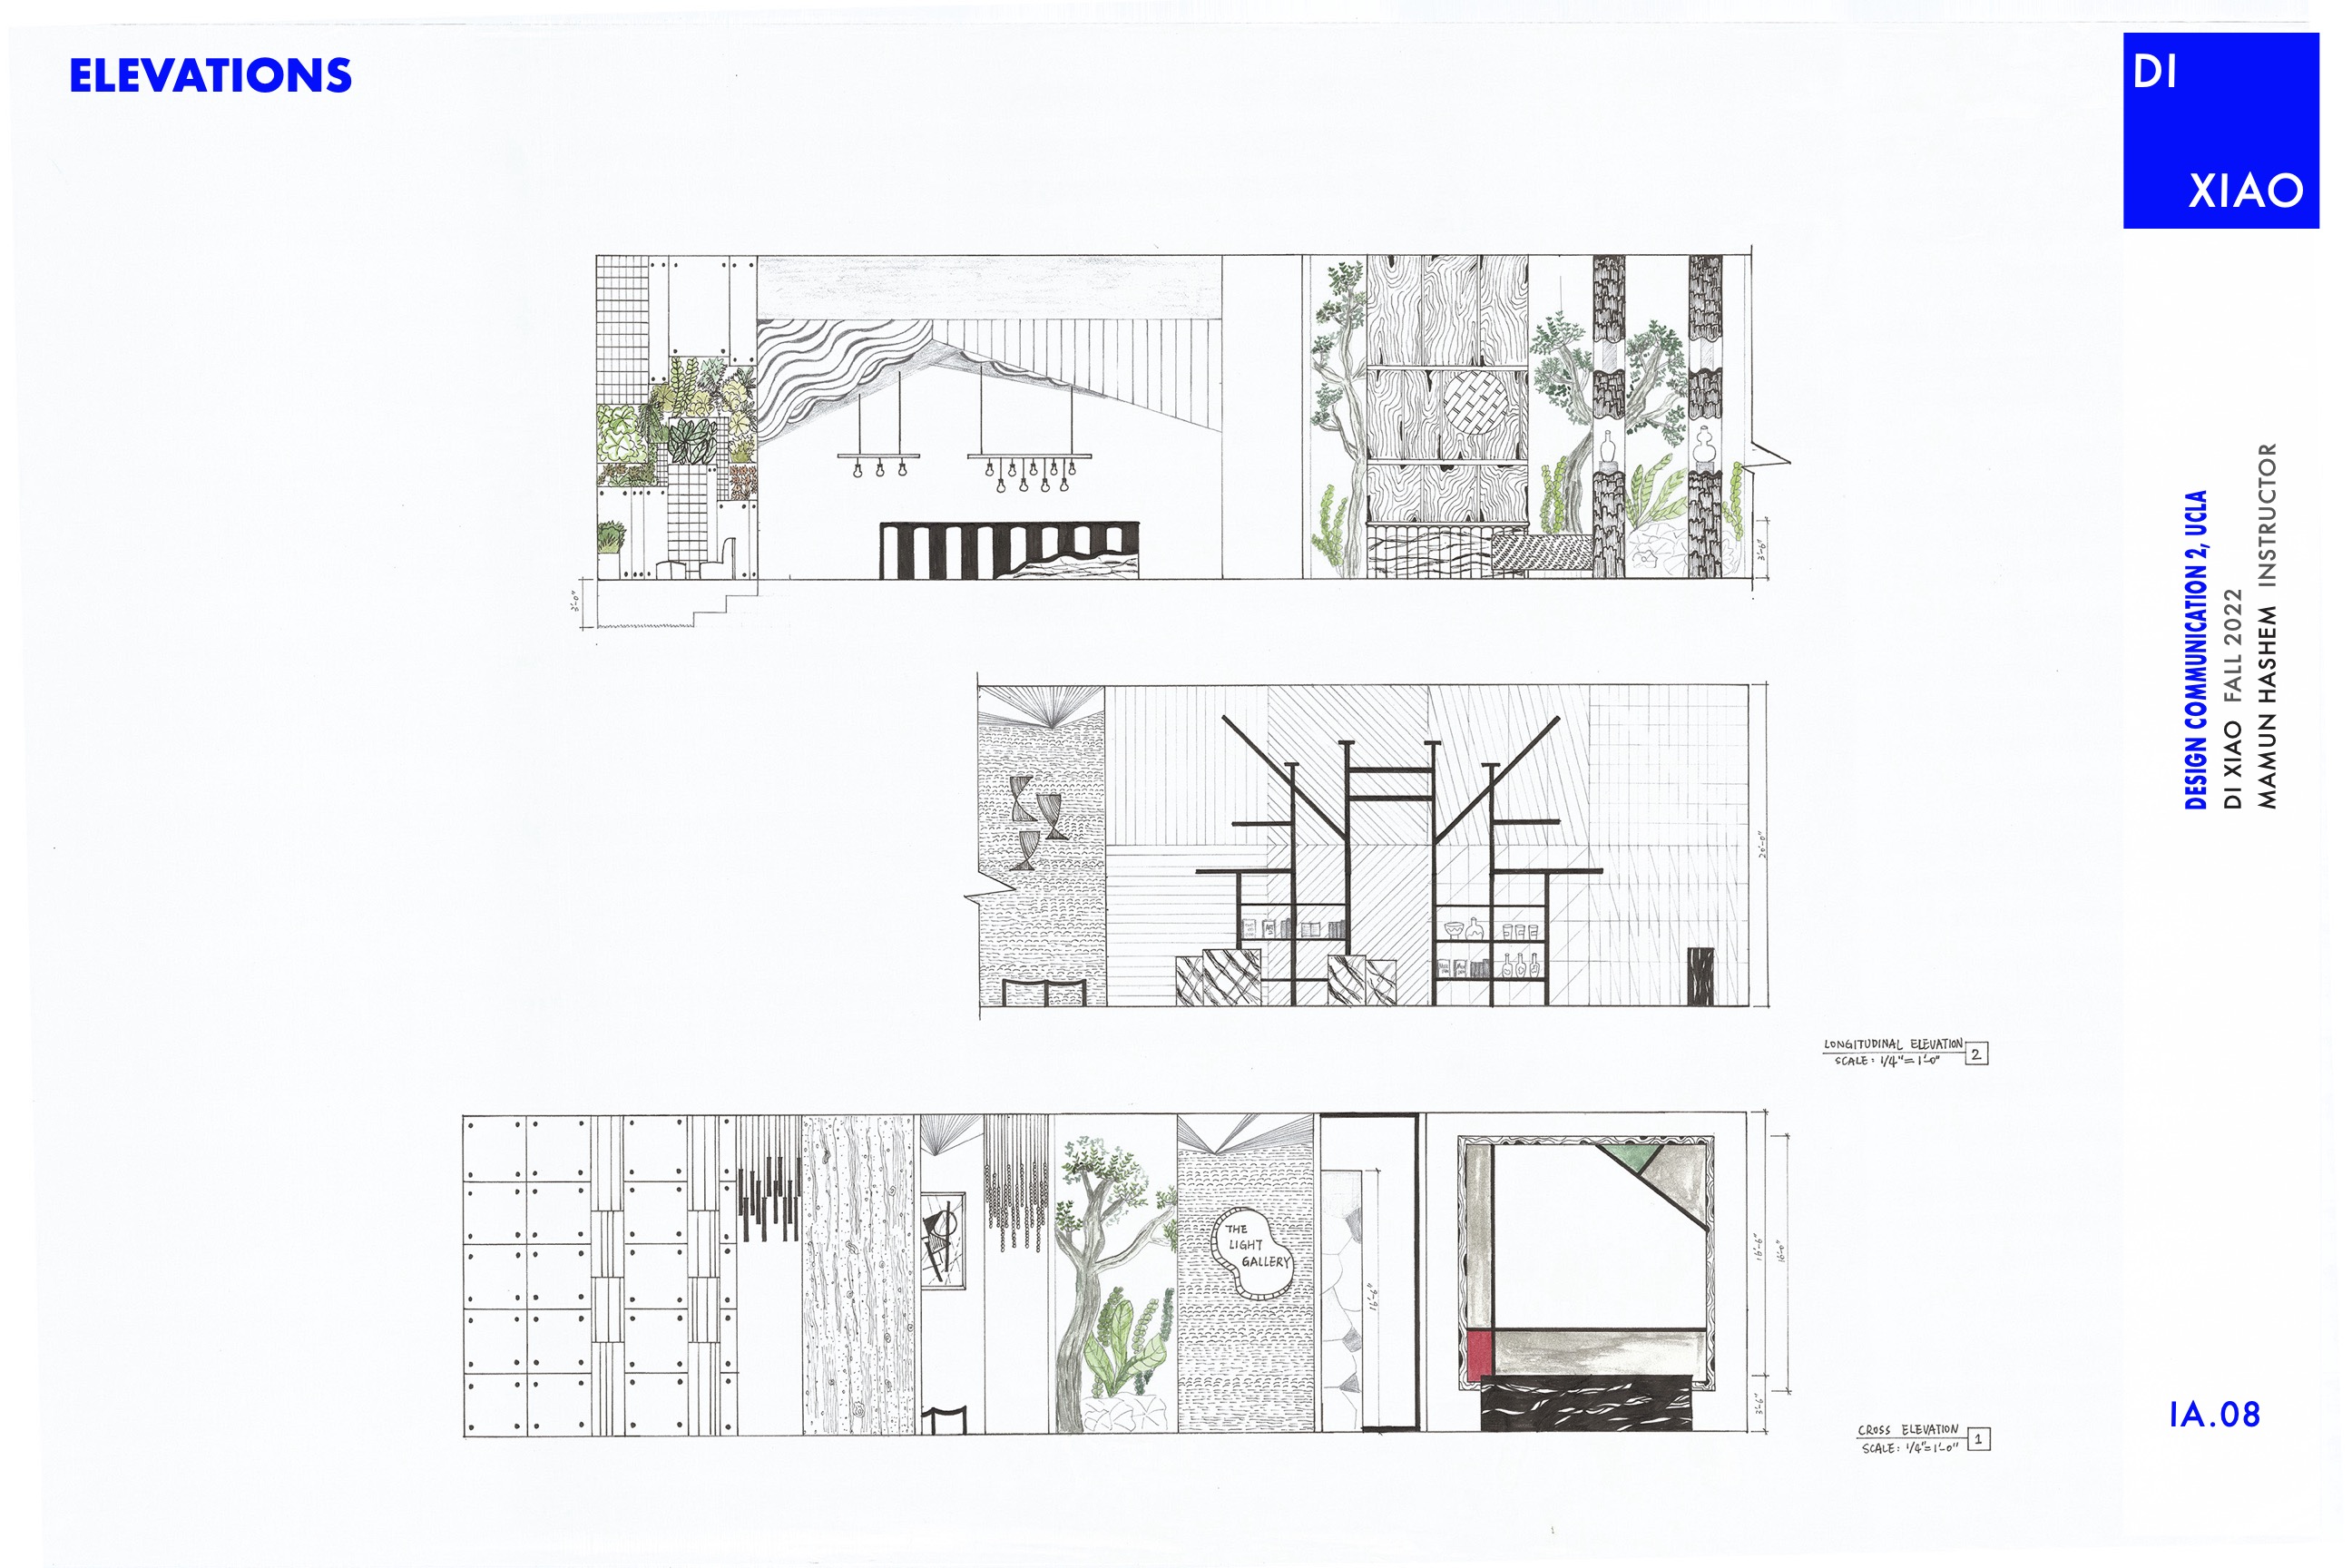 ELEVATIONS
DI
XIAO
3'-0"
3'-6"
20'-0"
LONGITUDINAL ELEVATION 2
SCALE: 1/4"=1'-0"
THE
LIGHT
GALLERY
16'-6"
16'-0"
3'-6"
CROSS ELEVATION 1
SCALE: 1/4"=1'-0"
DESIGN COMMUNICATION 2, UCLA
DI XIAO FALL 2022
MAMUN HASHEM INSTRUCTOR
IA.08